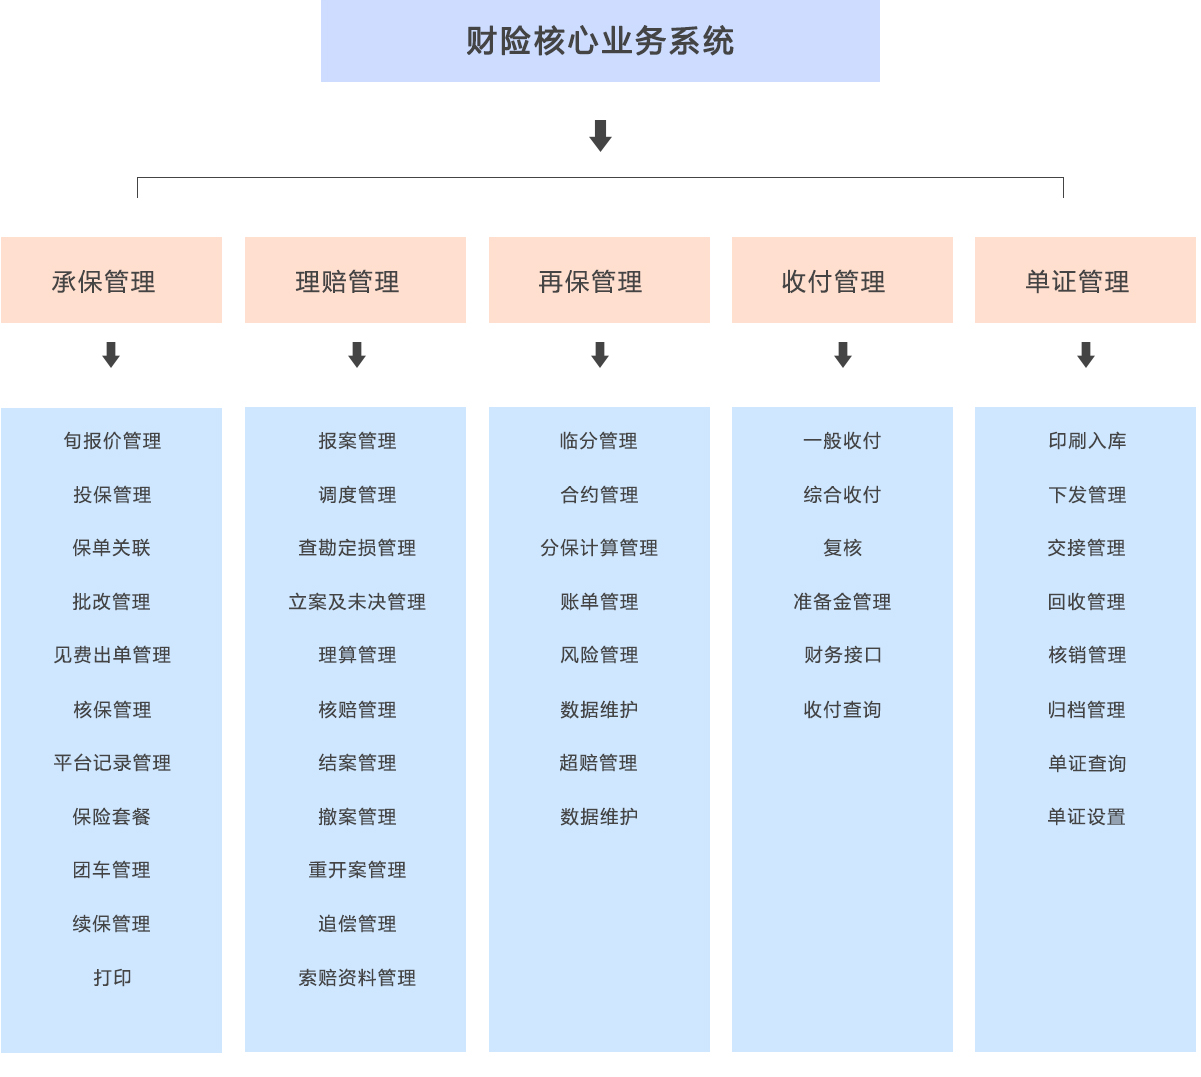 财险核心业务系统
承保管理
理赔管理
再保管理
收付管理
单证管理
旬报价管理
投保管理
保单关联
批改管理
见费出单管理
核保管理
平台记录管理
保险套餐
团车管理
续保管理
打印
报案管理
调度管理
查勘定损管理
立案及未决管理
理算管理
核赔管理
结案管理
撤案管理
重开案管理
追偿管理
索赔资料管理
临分管理
合约管理
分保计算管理
账单管理
风险管理
数据维护
超赔管理
数据维护
一般收付
综合收付
复核
准备金管理
财务接口
收付查询
印刷入库
下发管理
交接管理
回收管理
核销管理
归档管理
单证查询
单证设置